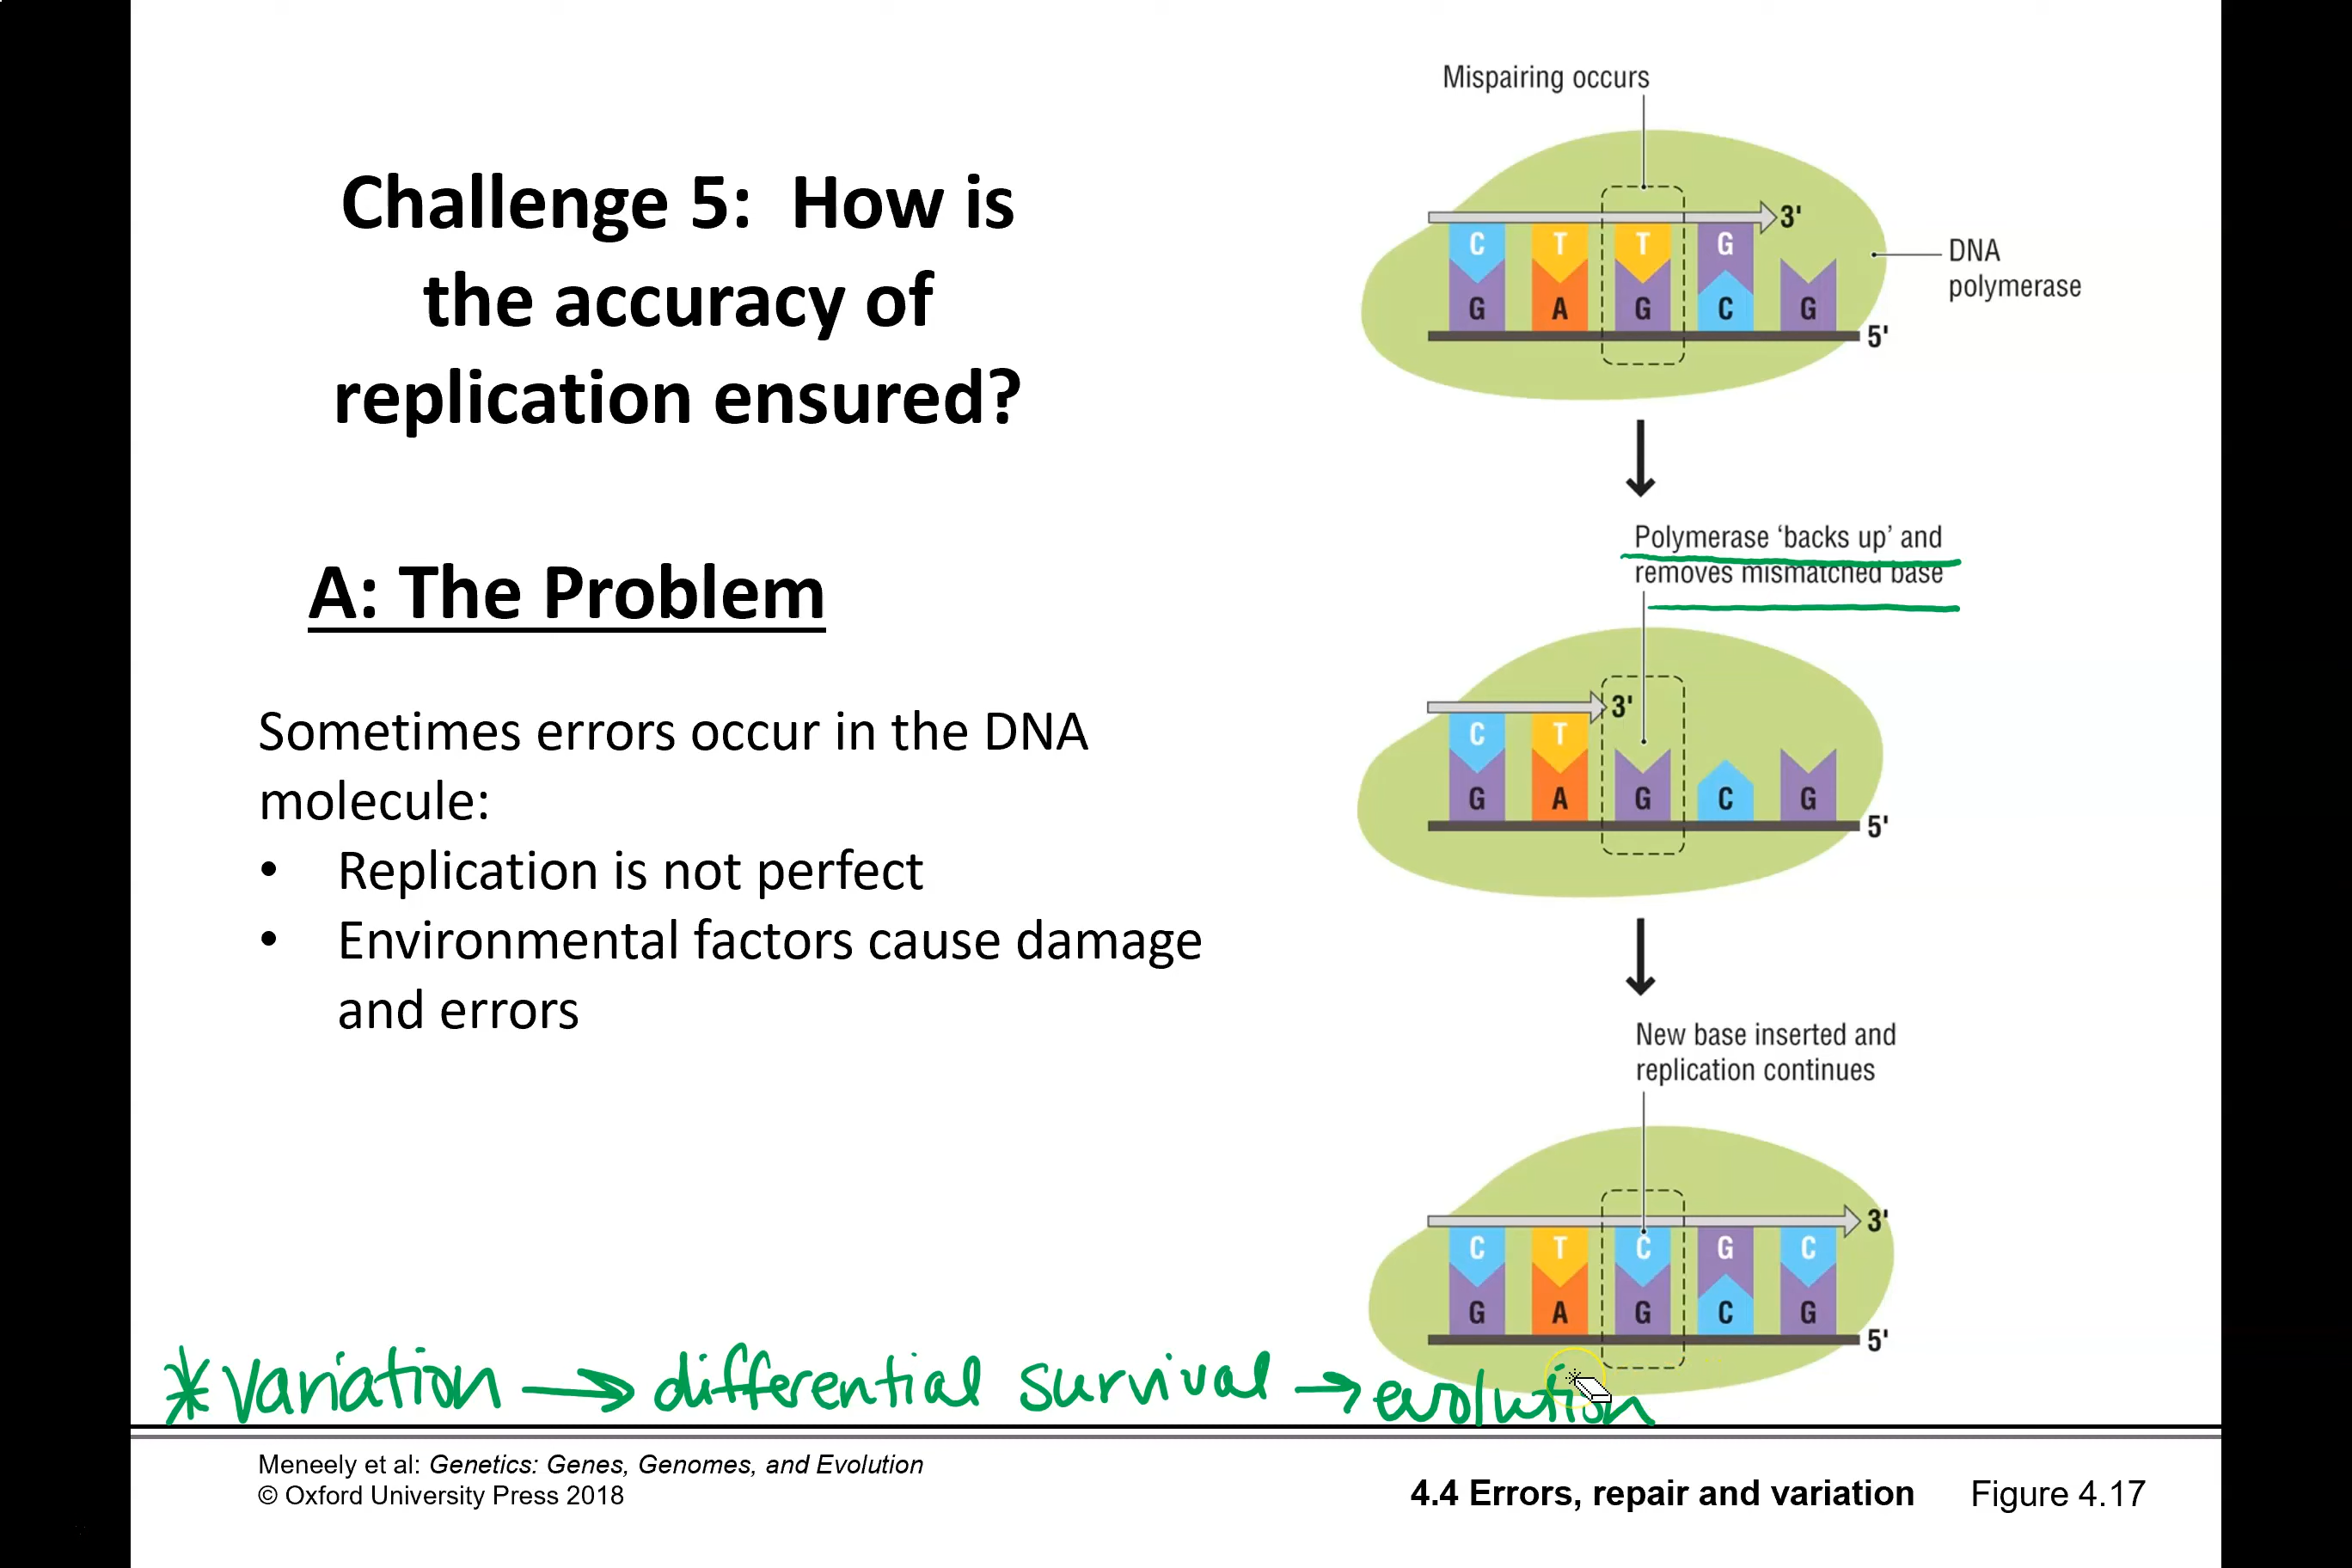 Challenge 5:  How is
the accuracy of
replication ensured?
A: The Problem
Sometimes errors occur in the DNA
molecule:
• Replication is not perfect
• Environmental factors cause damage
and errors
Mispairing occurs
3'
C T T G
G A G C G
5'
DNA
polymerase
Polymerase ‘backs up’ and
removes mismatched base
3'
C T
G A G C G
5'
New base inserted and
replication continues
3'
C T C G C
G A G C G
5'
*variation → differential survival → evolution
Meneely et al: Genetics: Genes, Genomes, and Evolution
© Oxford University Press 2018
4.4 Errors, repair and variation Figure 4.17